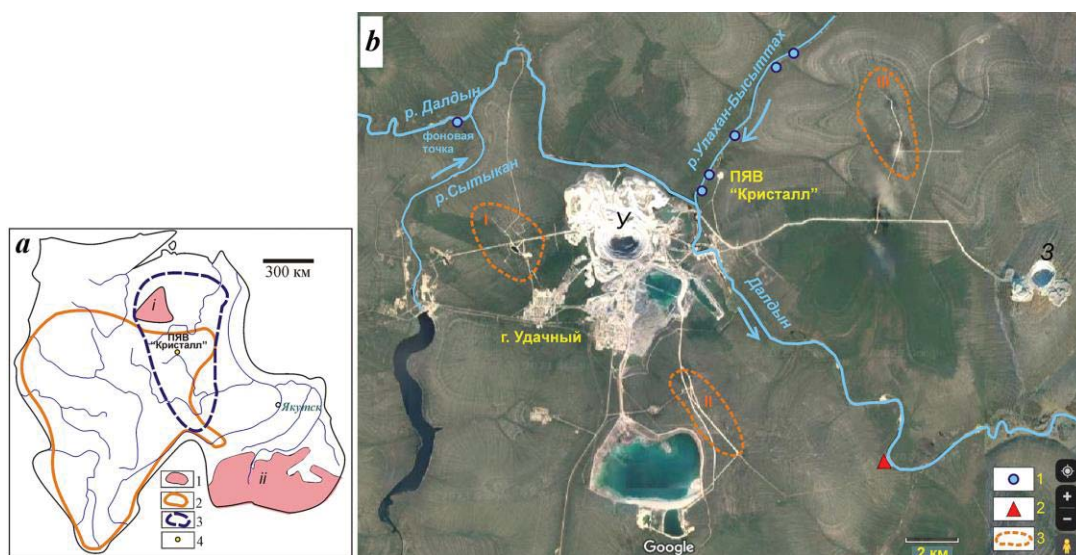 a
300 км
i
ПЯВ
“Кристалл”
Якутск
ii
1
2
3
4
b
р. Далдын
фоновая
точка
р.Сытыкан
р.Улахан-Бысыттах
III
ПЯВ
“Кристалл”
I
У
З
г. Удачный
Далдын
II
1
2
3
Google
2 км